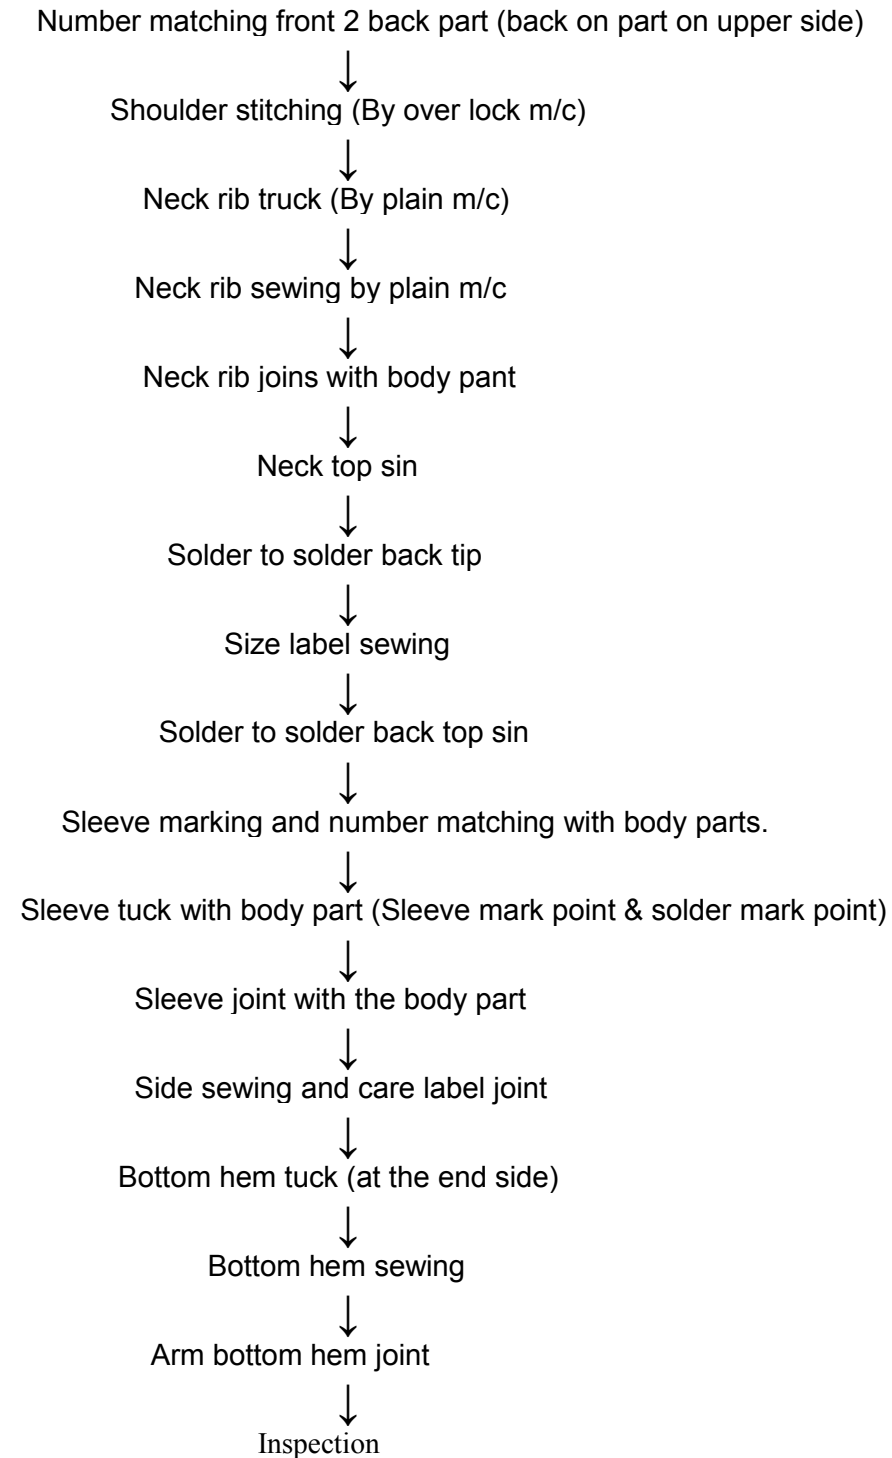 Number matching front 2 back part (back on part on upper side)
Shoulder stitching (By over lock m/c)
Neck rib truck (By plain m/c)
Neck rib sewing by plain m/c
Neck rib joins with body pant
Neck top sin
Solder to solder back tip
Size label sewing
Solder to solder back top sin
Sleeve marking and number matching with body parts.
Sleeve tuck with body part (Sleeve mark point & solder mark point)
Sleeve joint with the body part
Side sewing and care label joint
Bottom hem tuck (at the end side)
Bottom hem sewing
Arm bottom hem joint
Inspection